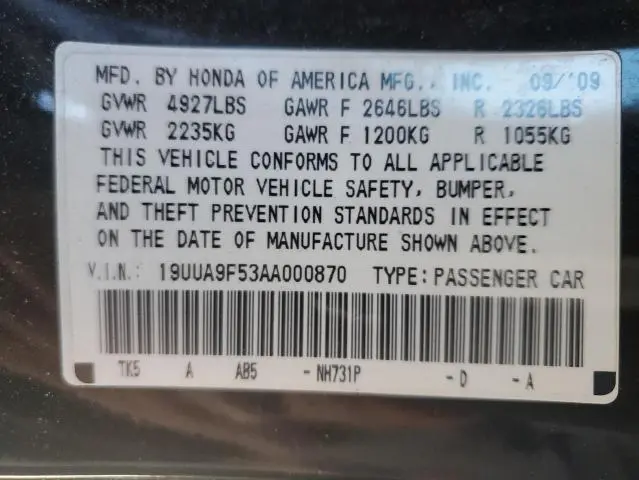 MFD. BY HONDA OF AMERICA MFG., INC. 09/'09
GVWR 4927LBS GAWR F 2646LBS R 2326LBS
GVWR 2235KG GAWR F 1200KG R 1055KG
THIS VEHICLE CONFORMS TO ALL APPLICABLE
FEDERAL MOTOR VEHICLE SAFETY, BUMPER,
AND THEFT PREVENTION STANDARDS IN EFFECT
ON THE DATE OF MANUFACTURE SHOWN ABOVE.
V.I.N.: 19UUA9F53AA000870 TYPE:PASSENGER CAR
TK5 A AB5 -NH731P -D -A